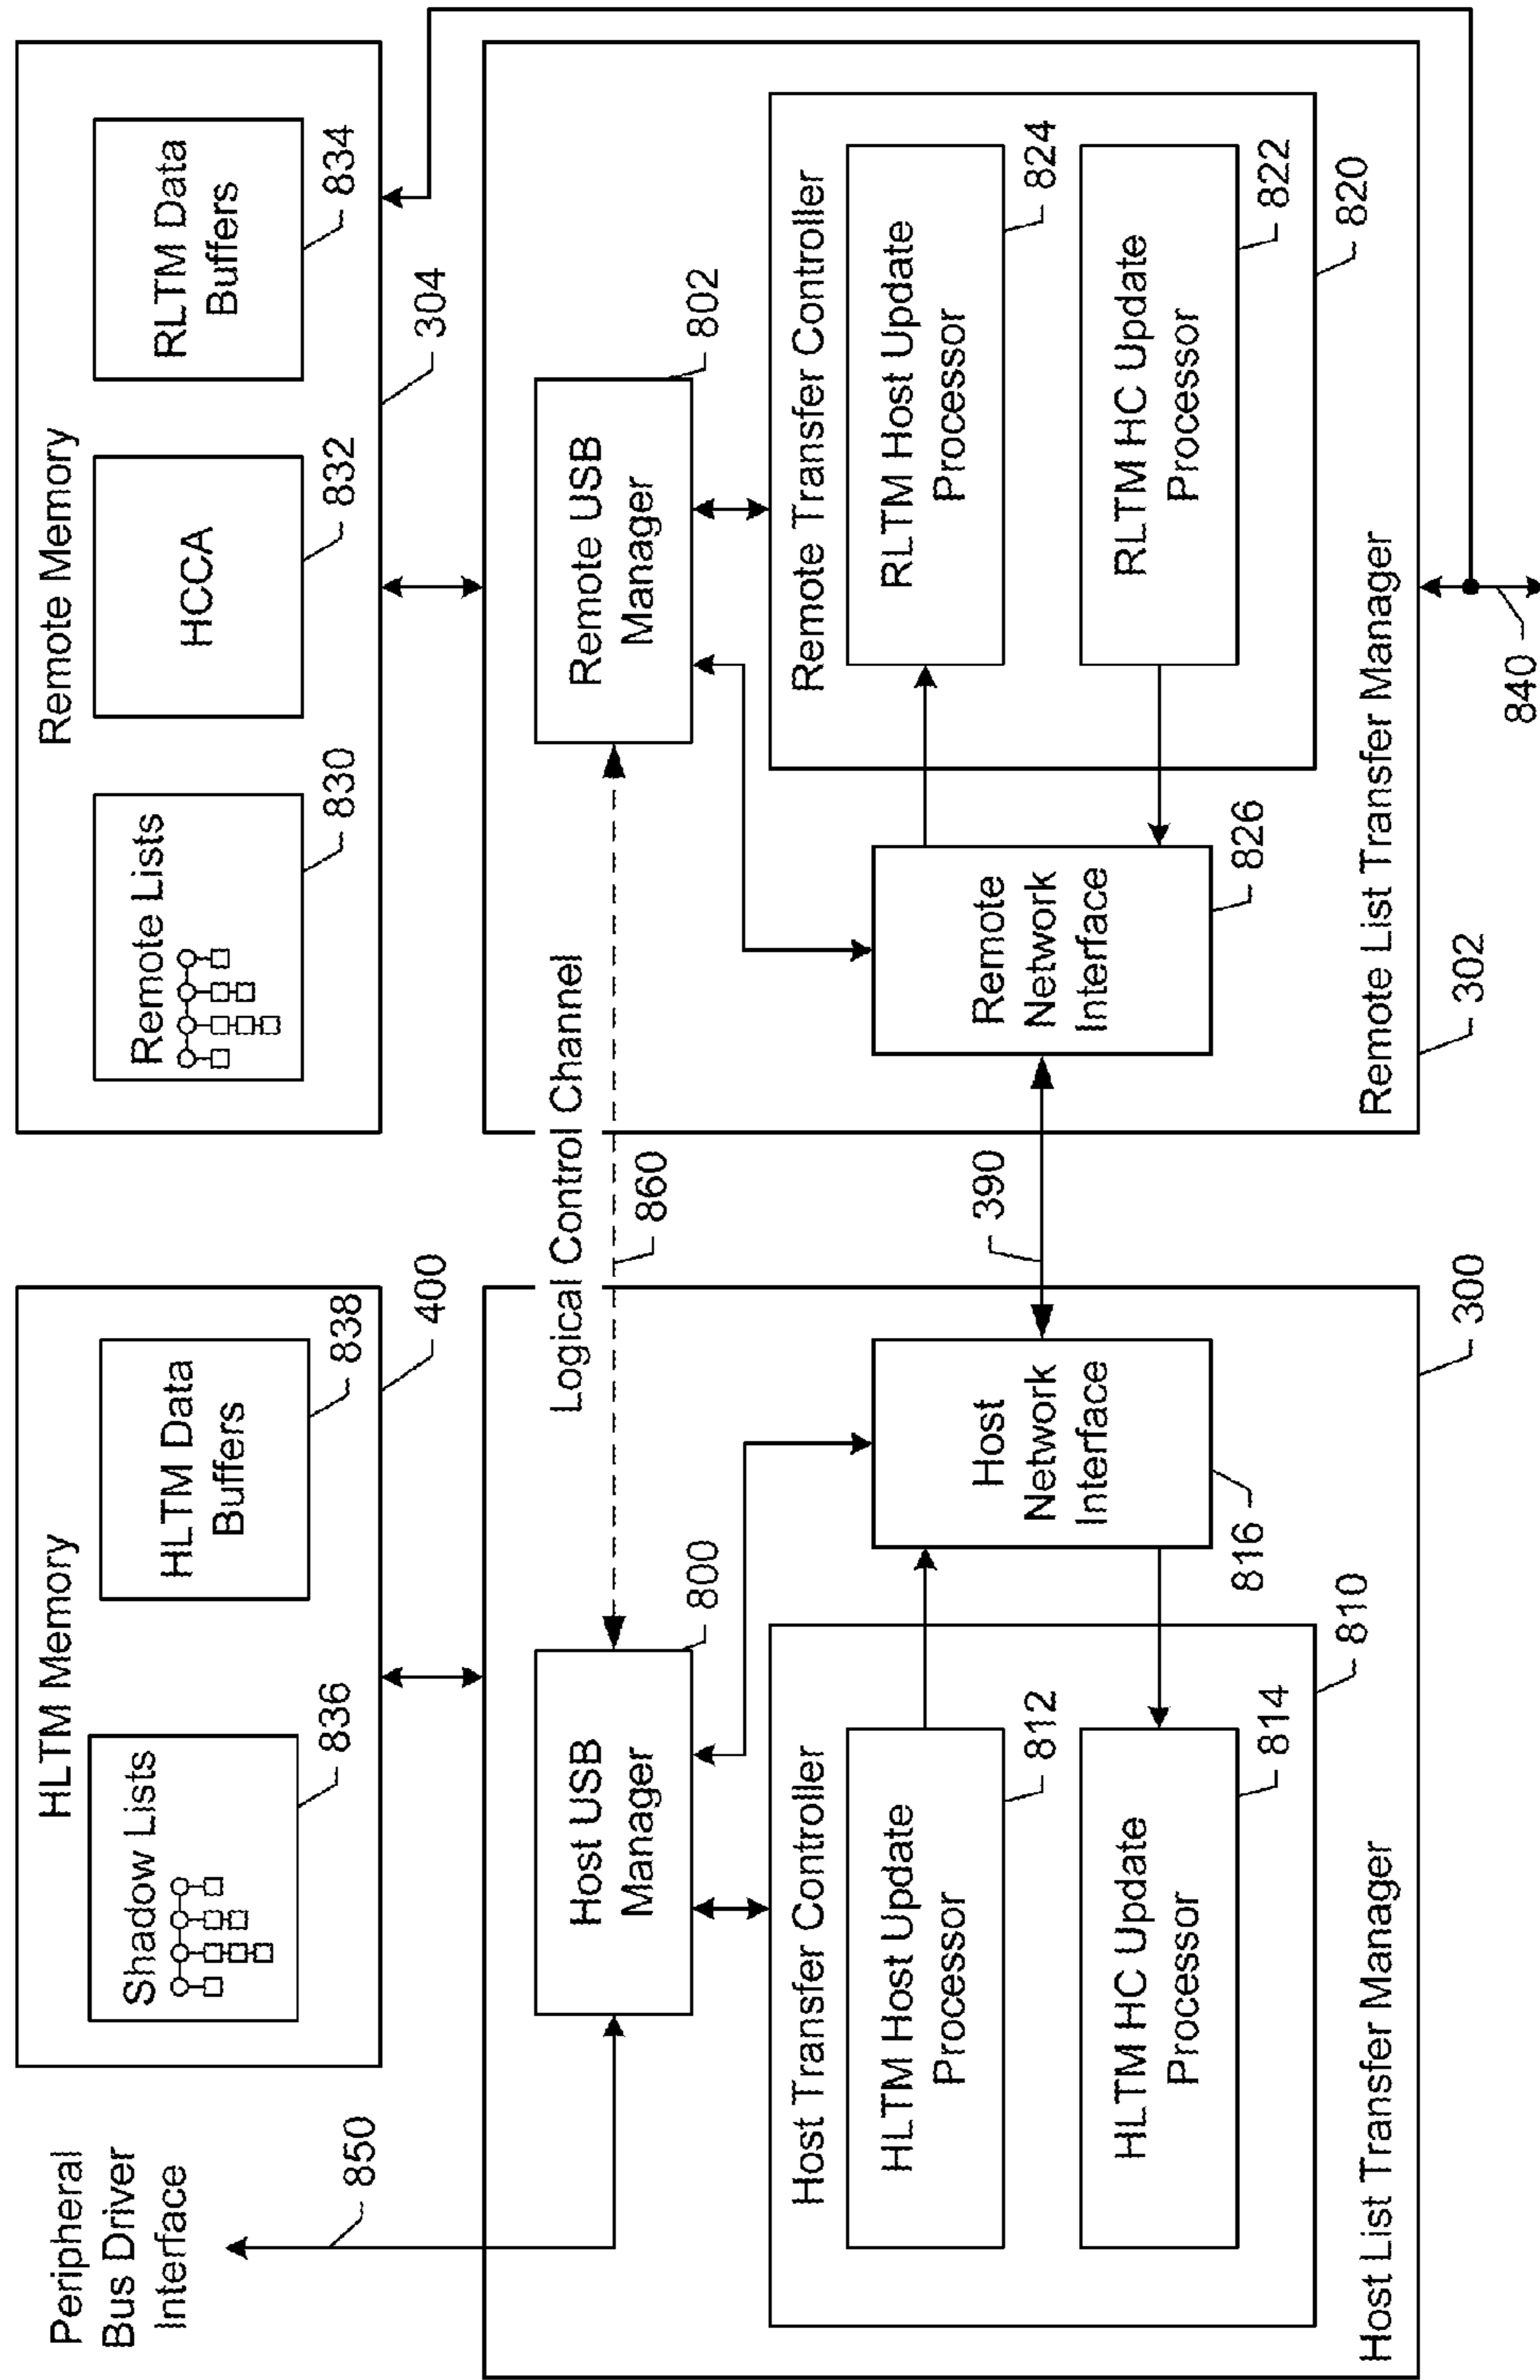 Peripheral
Bus Driver
Interface
850
HLTM Memory
Shadow Lists
836
HLTM Data
Buffers
838
400
Remote Memory
Remote Lists
830
HCCA
832
RLTM Data
Buffers
834
304
Host USB
Manager
800
Logical Control Channel
860
Remote USB
Manager
802
Host Transfer Controller
HLTM Host Update
Processor
812
HLTM HC Update
Processor
814
810
Host
Network
Interface
816
390
Remote
Network
Interface
826
Remote Transfer Controller
RLTM Host Update
Processor
824
RLTM HC Update
Processor
822
820
Host List Transfer Manager
300
Remote List Transfer Manager
302
840